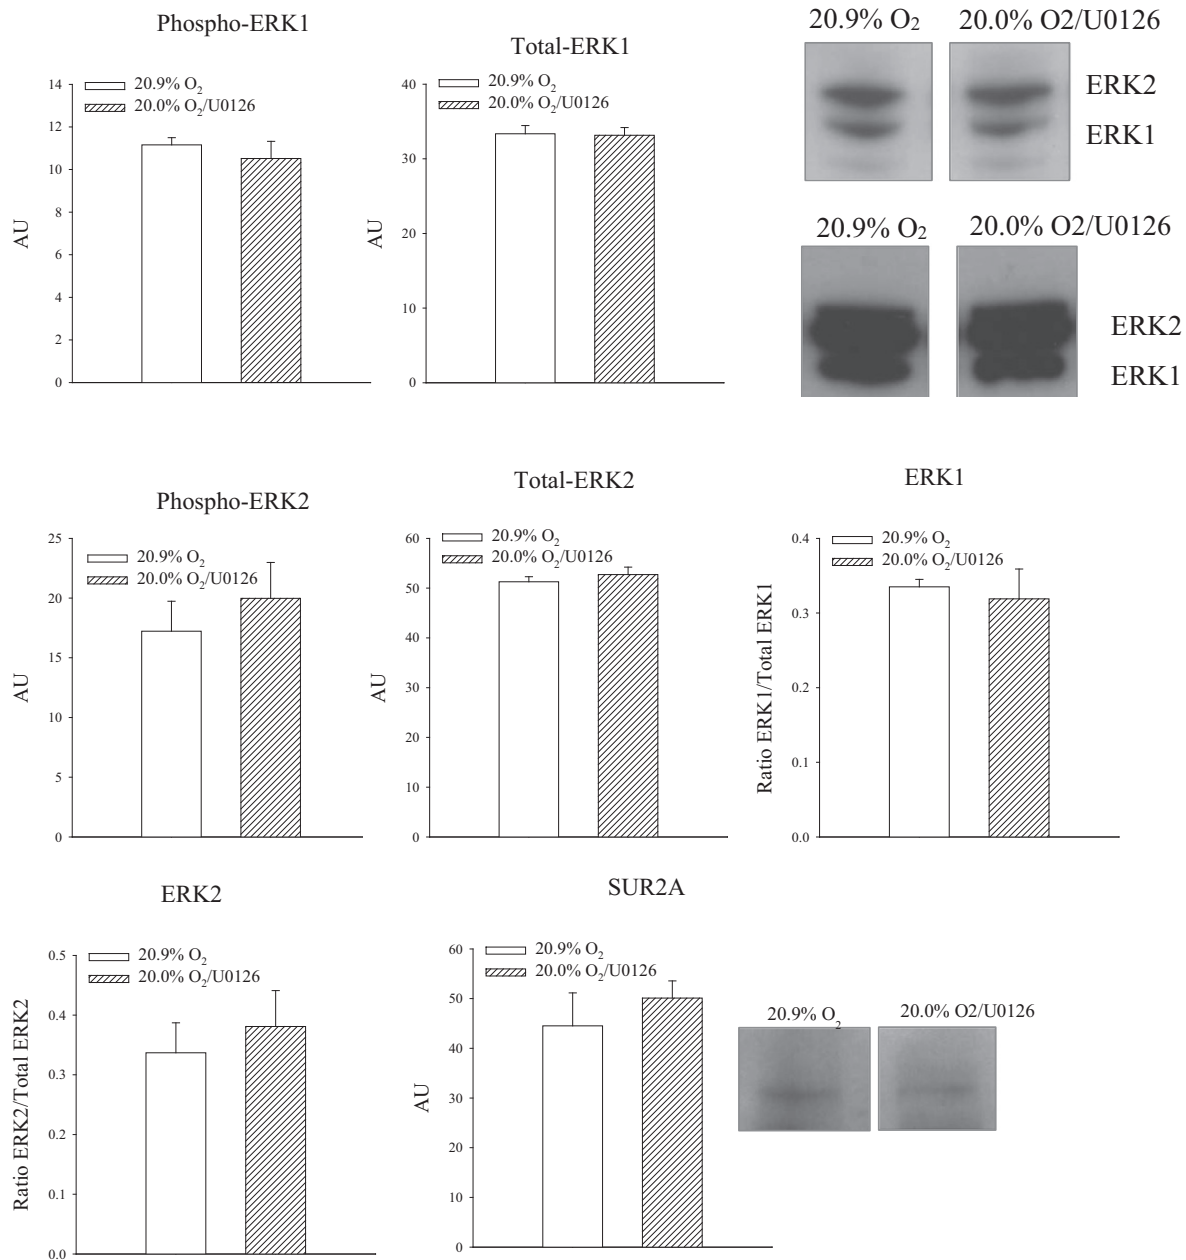 Phospho-ERK1
20.9% O₂
20.0% O₂/U0126
AU
14
12
10
8
6
4
2
0
Total-ERK1
20.9% O₂
20.0% O₂/U0126
AU
40
30
20
10
0
20.9% O₂
20.0% O2/U0126
ERK2
ERK1
20.9% O₂
20.0% O2/U0126
ERK2
ERK1
Phospho-ERK2
20.9% O₂
20.0% O₂/U0126
AU
25
20
15
10
5
0
Total-ERK2
20.9% O₂
20.0% O₂/U0126
AU
60
50
40
30
20
10
0
ERK1
20.9% O₂
20.0% O₂/U0126
Ratio ERK1/Total ERK1
0.4
0.3
0.2
0.1
0.0
ERK2
20.9% O₂
20.0% O₂/U0126
Ratio ERK2/Total ERK2
0.5
0.4
0.3
0.2
0.1
0.0
SUR2A
20.9% O₂
20.0% O₂/U0126
AU
60
50
40
30
20
10
0
20.9% O₂
20.0% O2/U0126